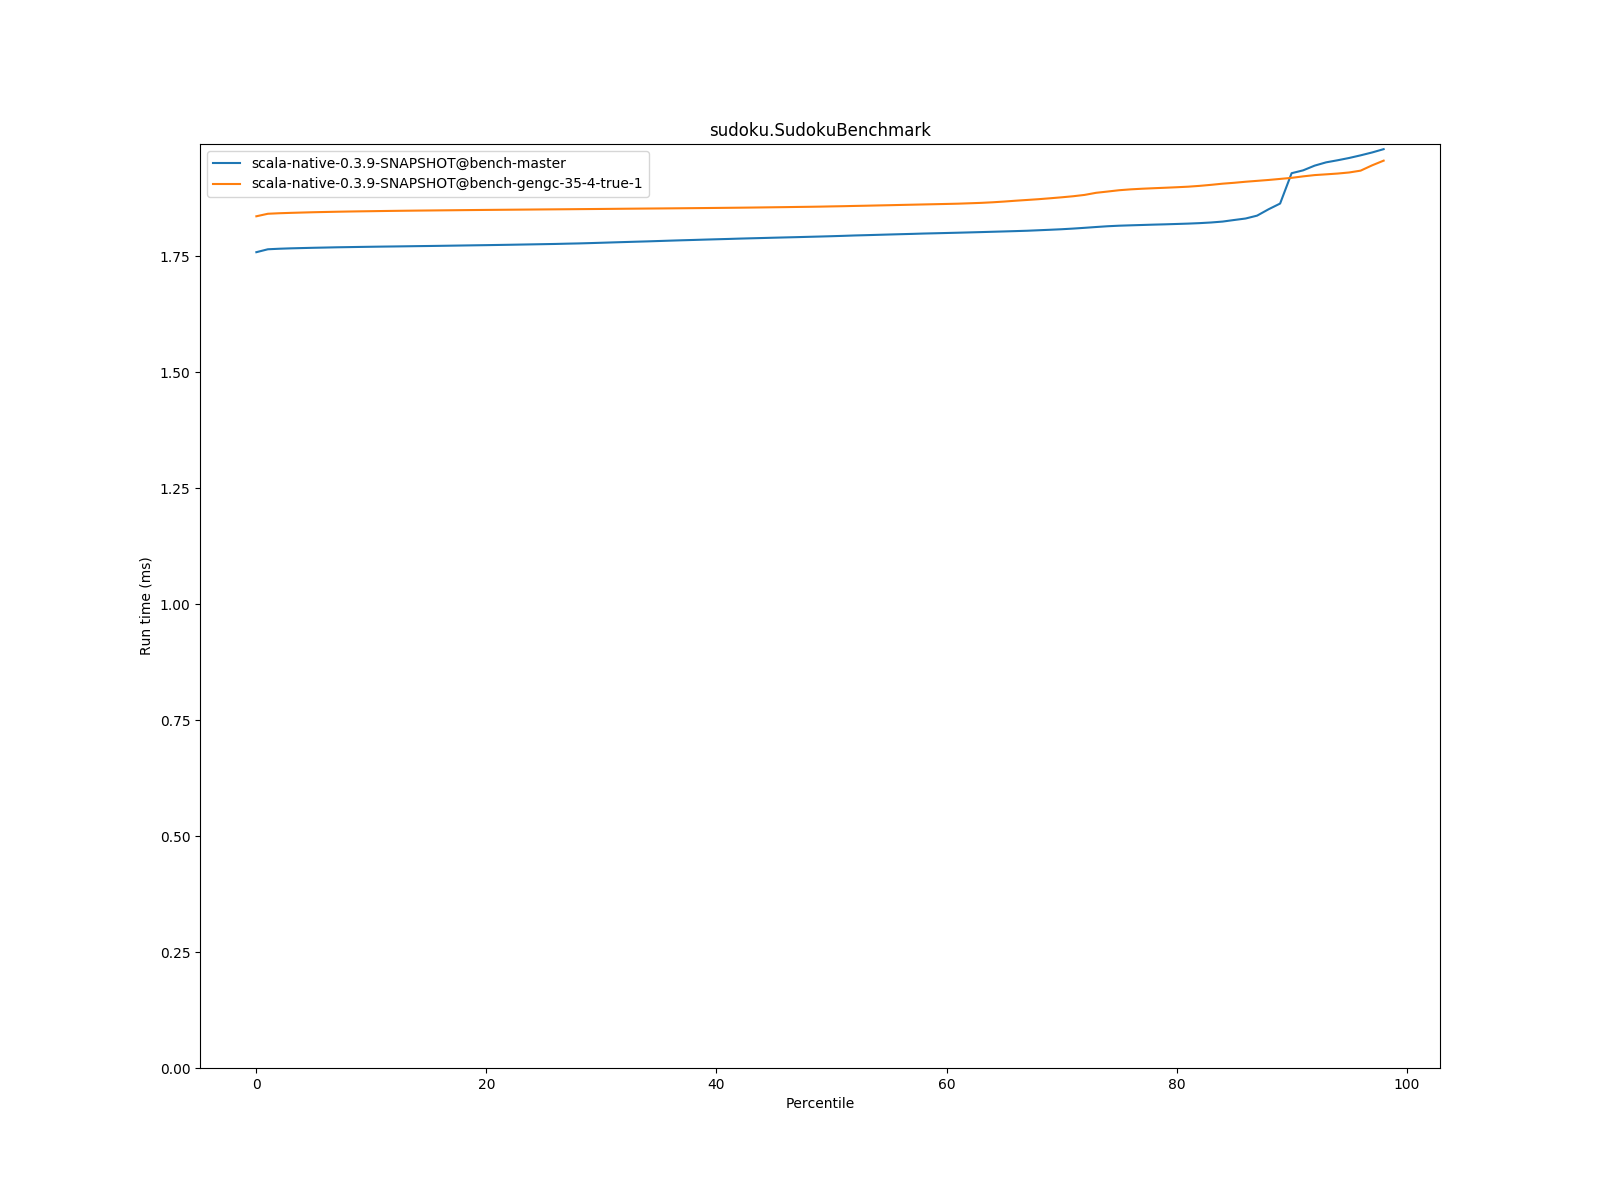 sudoku.SudokuBenchmark
scala-native-0.3.9-SNAPSHOT@bench-master
scala-native-0.3.9-SNAPSHOT@bench-gengc-35-4-true-1
1.75
1.50
1.25
1.00
0.75
0.50
0.25
0.00
Run time (ms)
0 20 40 60 80 100
Percentile